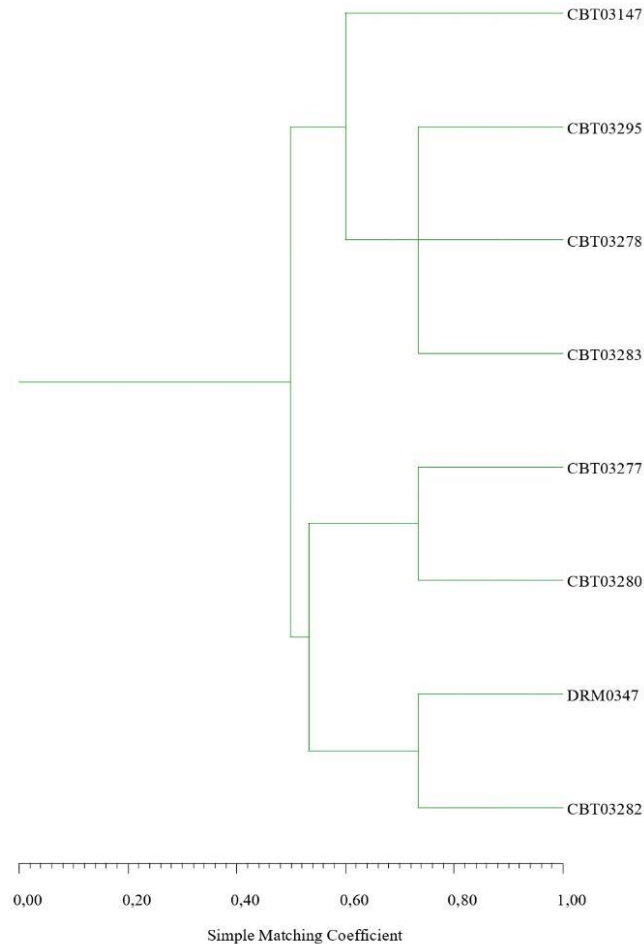 CBT03147
CBT03295
CBT03278
CBT03283
CBT03277
CBT03280
DRM0347
CBT03282
0,00 0,20 0,40 0,60 0,80 1,00
Simple Matching Coefficient